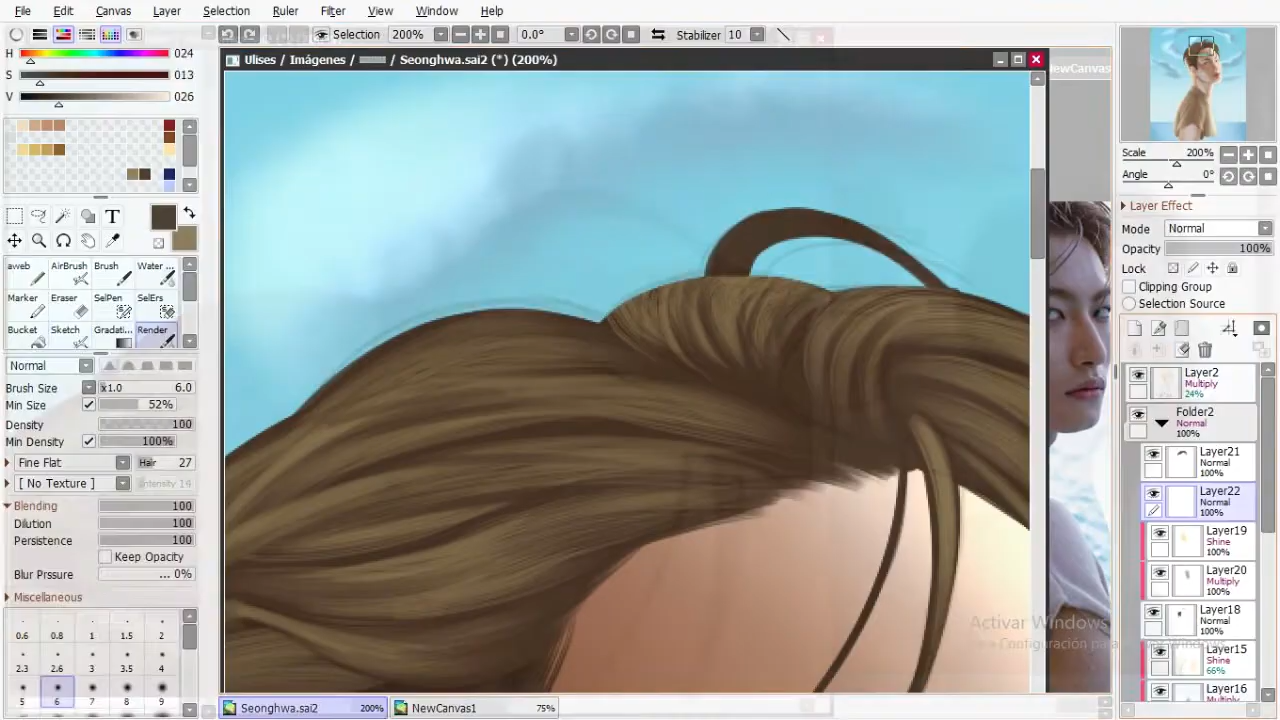 File Edit Canvas Layer Selection Ruler Filter View Window Help
Selection 200% 0.0° Stabilizer 10
H 024
S 013
V 026
T
aweb AirBrush Brush Water ...
Marker Eraser SelPen SelErs
Bucket Sketch Gradati... Render
Normal
Brush Size x1.0 6.0
Min Size 52%
Density 100
Min Density 100%
Fine Flat Hair 27
[ No Texture ] Intensity 14
Blending 100
Dilution 100
Persistence 100
Keep Opacity
Blur Prssure ... 0%
Miscellaneous
0.6 0.8 1 1.5 2
2.3 2.6 3 3.5 4
5 6 7 8 9
Ulises / Imágenes / / Seonghwa.sai2 (*) (200%)
NewCanvas
Activar Windows
Configuración para
Seonghwa.sai2 200% NewCanvas1 75%
Scale 200%
Angle 0°
Layer Effect
Mode Normal
Opacity 100%
Lock
Clipping Group
Selection Source
Layer2
Multiply
24%
Folder2
Normal
100%
Layer21
Normal
100%
Layer22
Normal
100%
Layer19
Shine
100%
Layer20
Multiply
100%
Layer18
Normal
100%
Layer15
Shine
66%
Layer16
Normal
100%